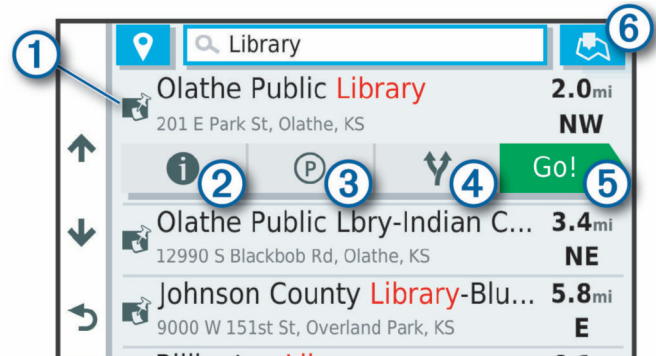 6
Library
1
Olathe Public Library
2.0mi
201 E Park St, Olathe, KS
NW
P
Go!
2
3
4
5
Olathe Public Lbry-Indian C...
3.4mi
12990 S Blackbob Rd, Olathe, KS
NE
Johnson County Library-Blu...
5.8mi
9000 W 151st St, Overland Park, KS
E